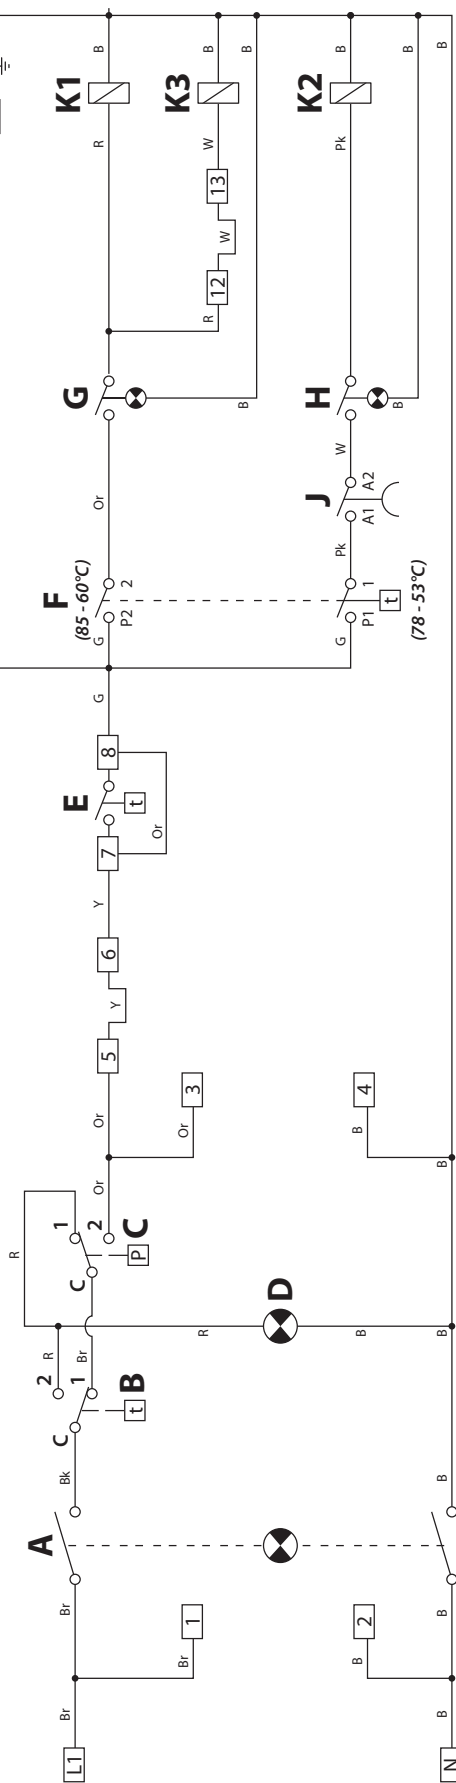 R
A
2
R
1
F
K1
L1
Br
Br
Bk
C
1
Br
C
2
E
(85 - 60°C)
G
Or
Or
5
6
Y
7
8
G
G
Or
R
B
Y
P2
2
B
t
P
C
t
Or
K3
Br
1
Or
3
R
D
R
12
W
13
W
B
W
B
B
K2
J
H
G
Pk
W
Pk
B
B
2
B
B
4
P1
1
A1
A2
t
B
(78 - 53°C)
B
N
B
B
B
B
B
B